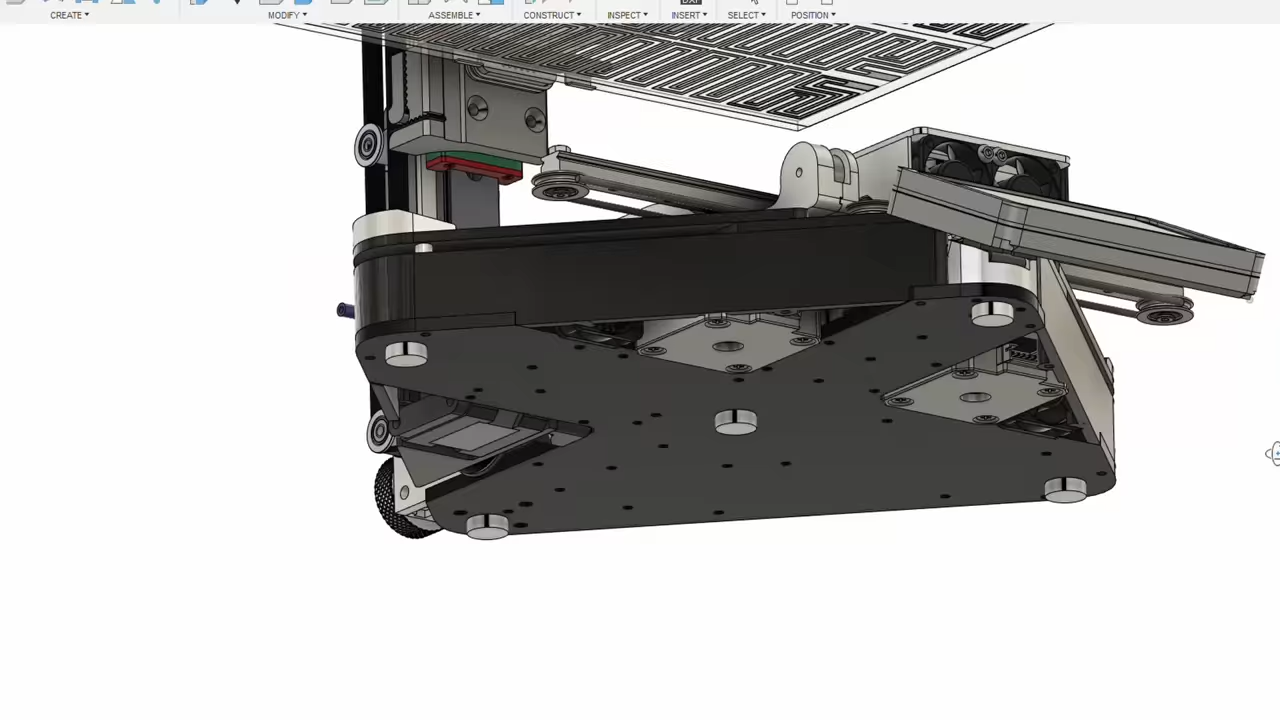 CREATE▾ MODIFY▾ ASSEMBLE▾ CONSTRUCT▾ INSPECT▾ INSERT▾ SELECT▾ POSITION▾